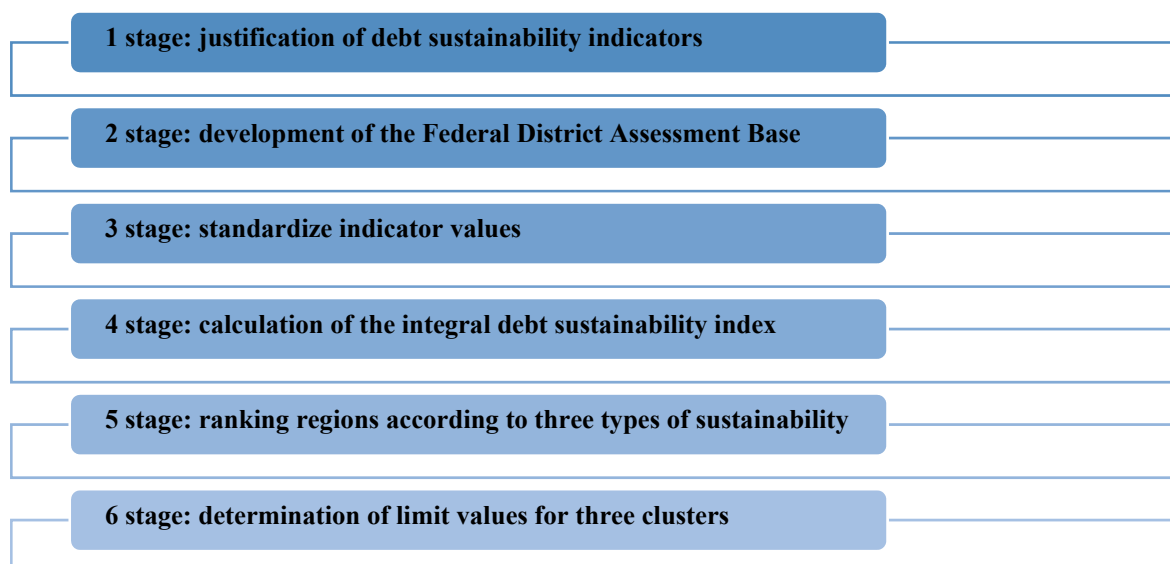 1 stage: justification of debt sustainability indicators
2 stage: development of the Federal District Assessment Base
3 stage: standardize indicator values
4 stage: calculation of the integral debt sustainability index
5 stage: ranking regions according to three types of sustainability
6 stage: determination of limit values for three clusters